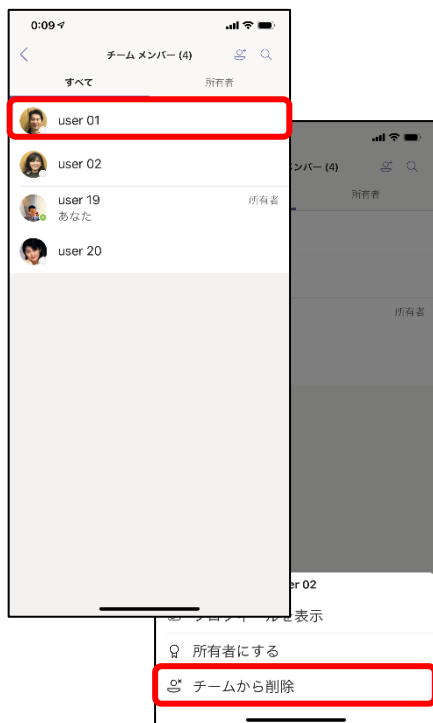 0:09
チーム メンバー (4)
すべて 所有者
user 01
user 02
user 19 所有者
あなた
user 20
ンバー (4)
所有者
所有者
er 02
を表示
所有者にする
チームから削除